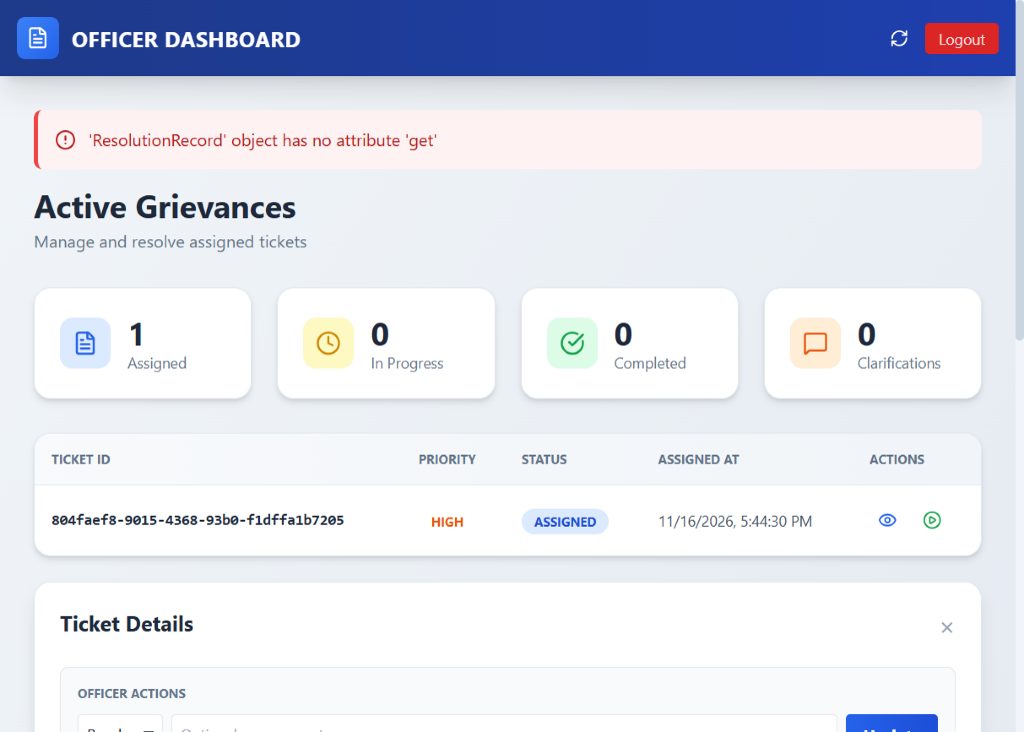 OFFICER DASHBOARD
Logout
'ResolutionRecord' object has no attribute 'get'
Active Grievances
Manage and resolve assigned tickets
1
Assigned
0
In Progress
0
Completed
0
Clarifications
TICKET ID PRIORITY STATUS ASSIGNED AT ACTIONS
804faef8-9015-4368-93b0-f1dffa1b7205 HIGH ASSIGNED 11/16/2026, 5:44:30 PM
Ticket Details
OFFICER ACTIONS